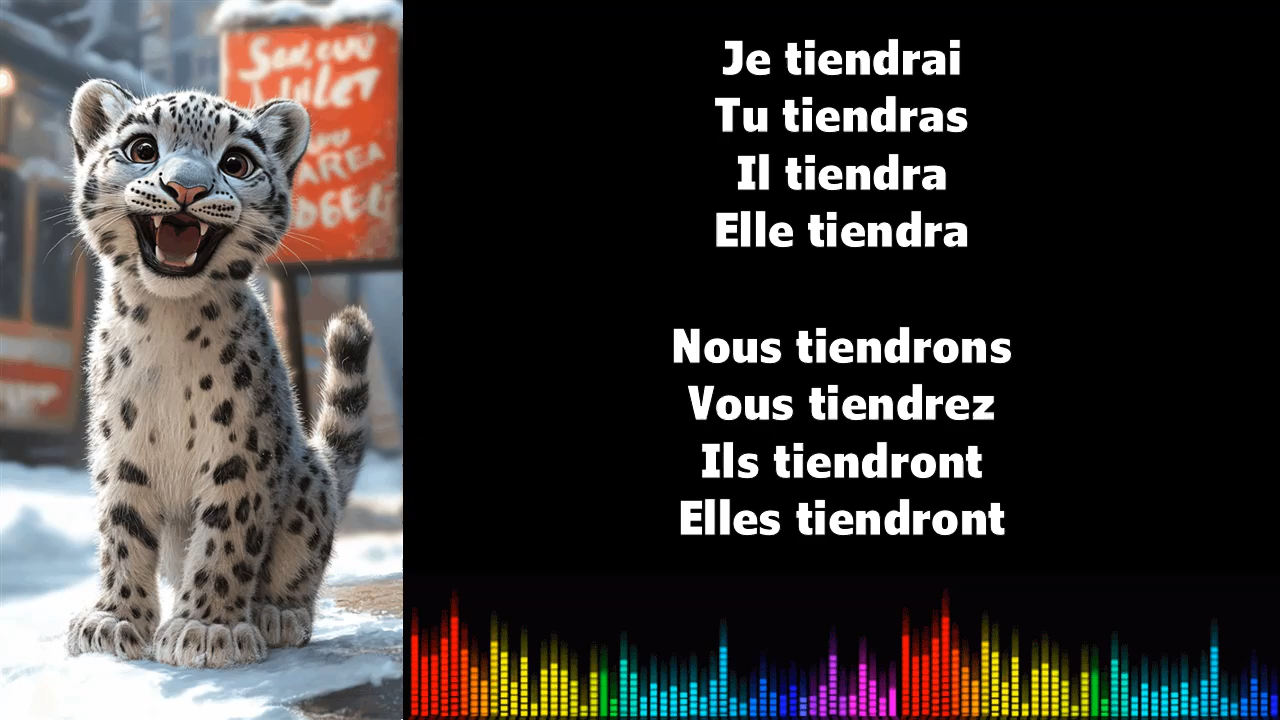 Je tiendrai
Tu tiendras
Il tiendra
Elle tiendra
Nous tiendrons
Vous tiendrez
Ils tiendront
Elles tiendront